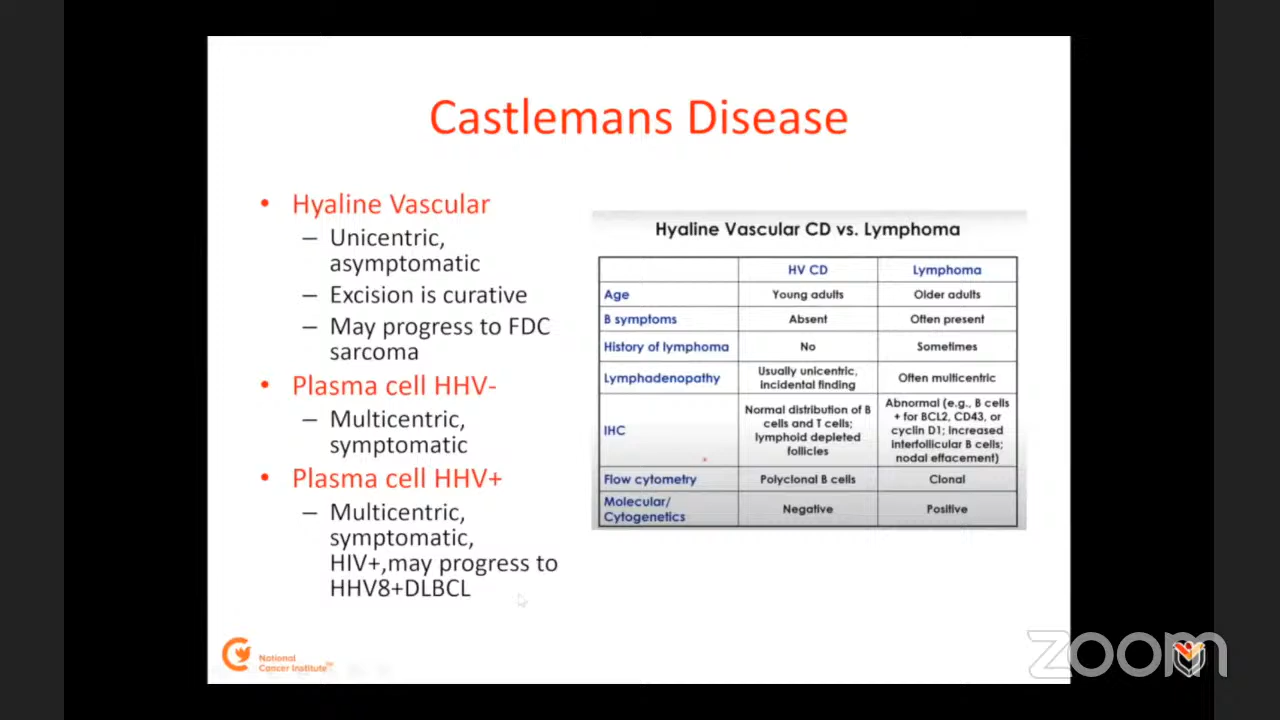 Castlemans Disease
• Hyaline Vascular
– Unicentric,
asymptomatic
– Excision is curative
– May progress to FDC
sarcoma
• Plasma cell HHV-
– Multicentric,
symptomatic
• Plasma cell HHV+
– Multicentric,
symptomatic,
HIV+,may progress to
HHV8+DLBCL
Hyaline Vascular CD vs. Lymphoma
HV CD Lymphoma
Age Young adults Older adults
B symptoms Absent Often present
History of lymphoma No Sometimes
Lymphadenopathy Usually unicentric, incidental finding Often multicentric
IHC Normal distribution of B cells and T cells; lymphoid depleted follicles Abnormal (e.g., B cells + for BCL2, CD43, or cyclin D1; increased interfollicular B cells; nodal effacement)
Flow cytometry Polyclonal B cells Clonal
Molecular/ Cytogenetics Negative Positive
National
Cancer Institute™
zoom